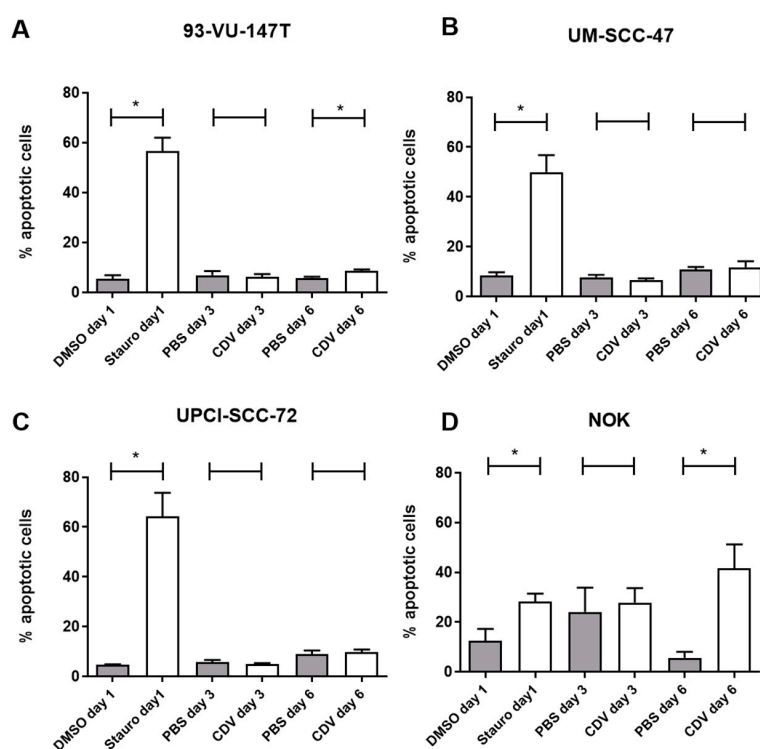 A
93-VU-147T
% apoptotic cells
80
60
40
20
0
*
*
DMSO day 1
Stauro day1
PBS day 3
CDV day 3
PBS day 6
CDV day 6
B
UM-SCC-47
% apoptotic cells
80
60
40
20
0
*
DMSO day 1
Stauro day1
PBS day 3
CDV day 3
PBS day 6
CDV day 6
C
UPCI-SCC-72
% apoptotic cells
80
60
40
20
0
*
DMSO day 1
Stauro day1
PBS day 3
CDV day 3
PBS day 6
CDV day 6
D
NOK
% apoptotic cells
80
60
40
20
0
*
*
DMSO day 1
Stauro day1
PBS day 3
CDV day 3
PBS day 6
CDV day 6